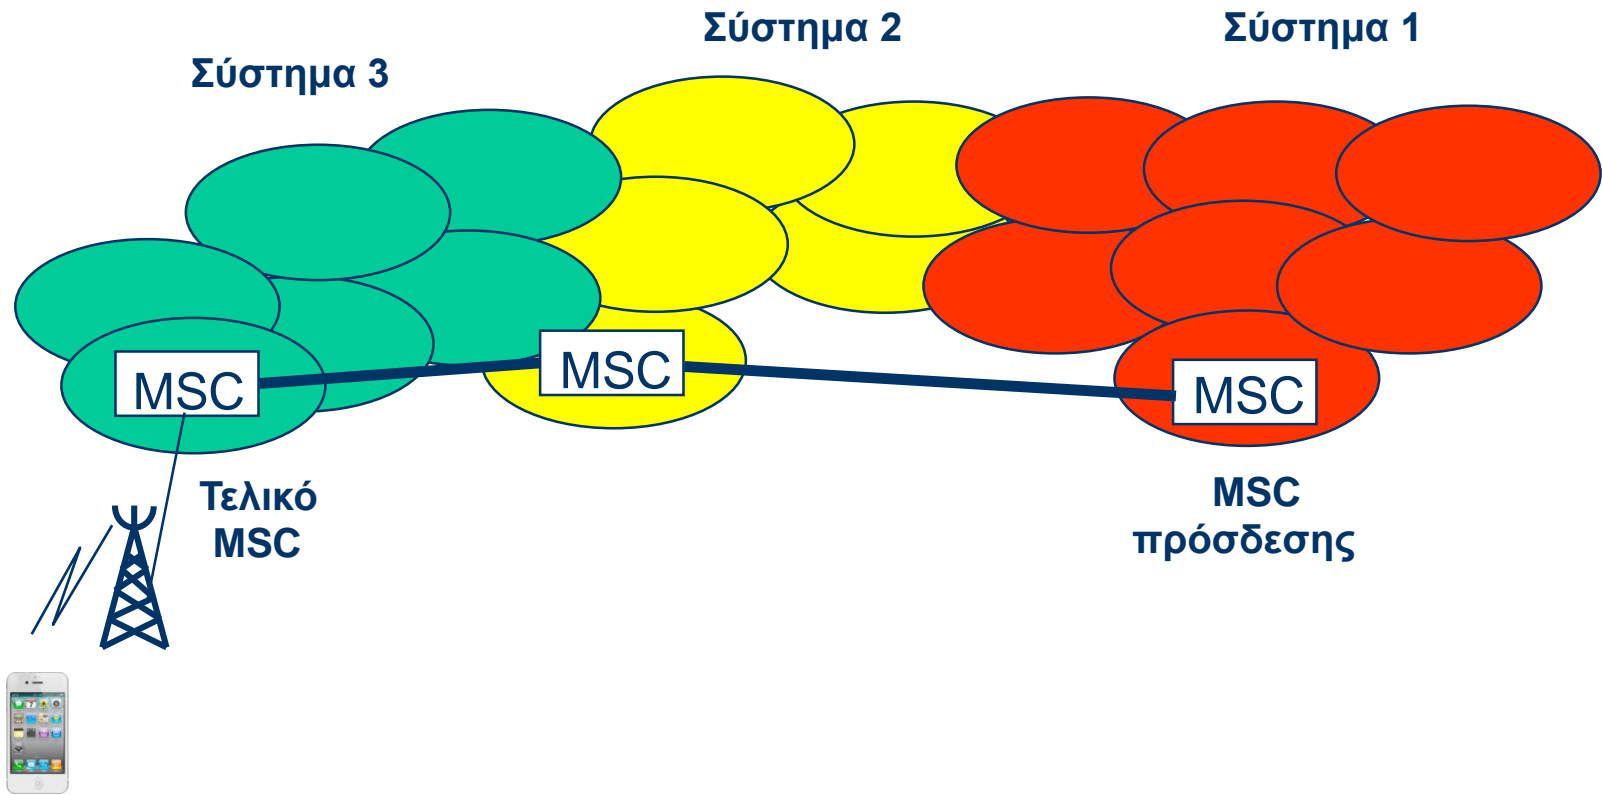 Σύστημα 3
Σύστημα 2
Σύστημα 1
MSC
MSC
MSC
Τελικό
MSC
MSC
πρόσδεσης